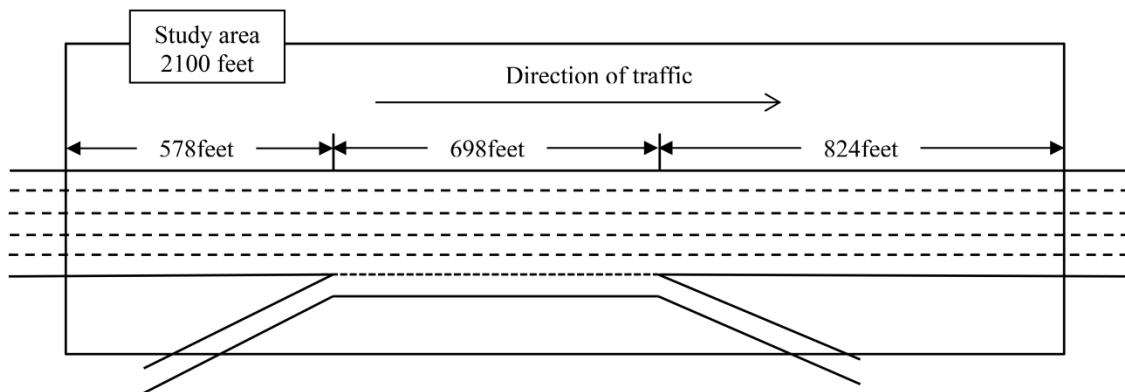 Study area
2100 feet
Direction of traffic
578feet
698feet
824feet